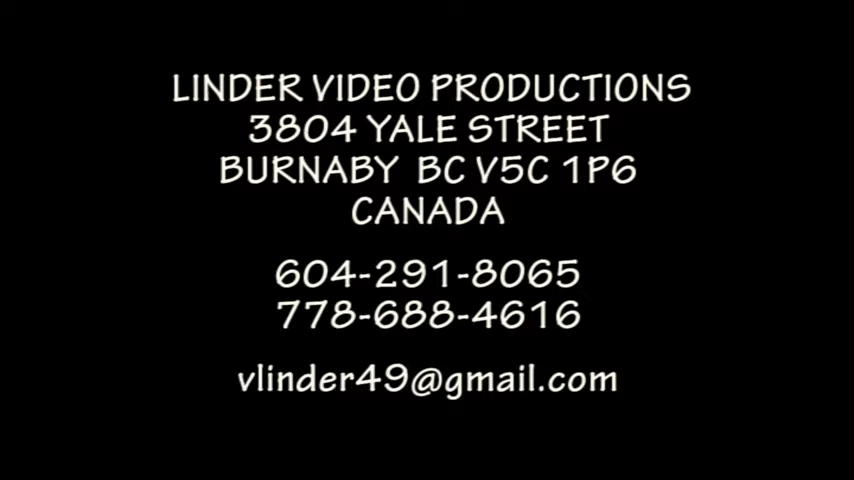 LINDER VIDEO PRODUCTIONS
3804 YALE STREET
BURNABY  BC V5C 1P6
CANADA
604-291-8065
778-688-4616
vlinder49@gmail.com